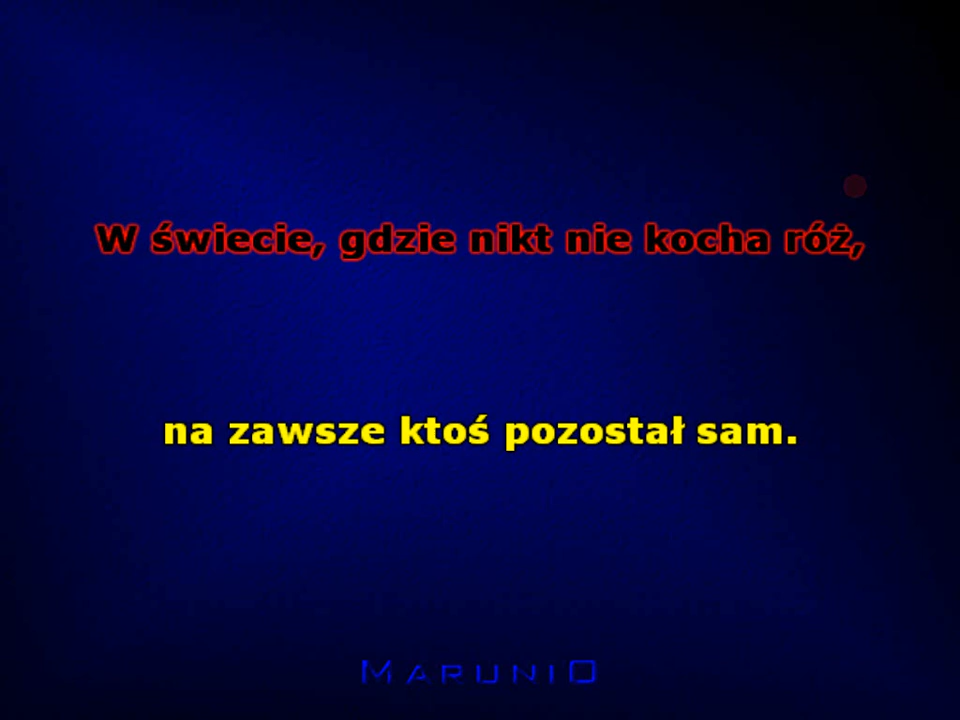 W świecie, gdzie nikt nie kocha róż,
na zawsze ktoś pozostał sam.
MARUNIO